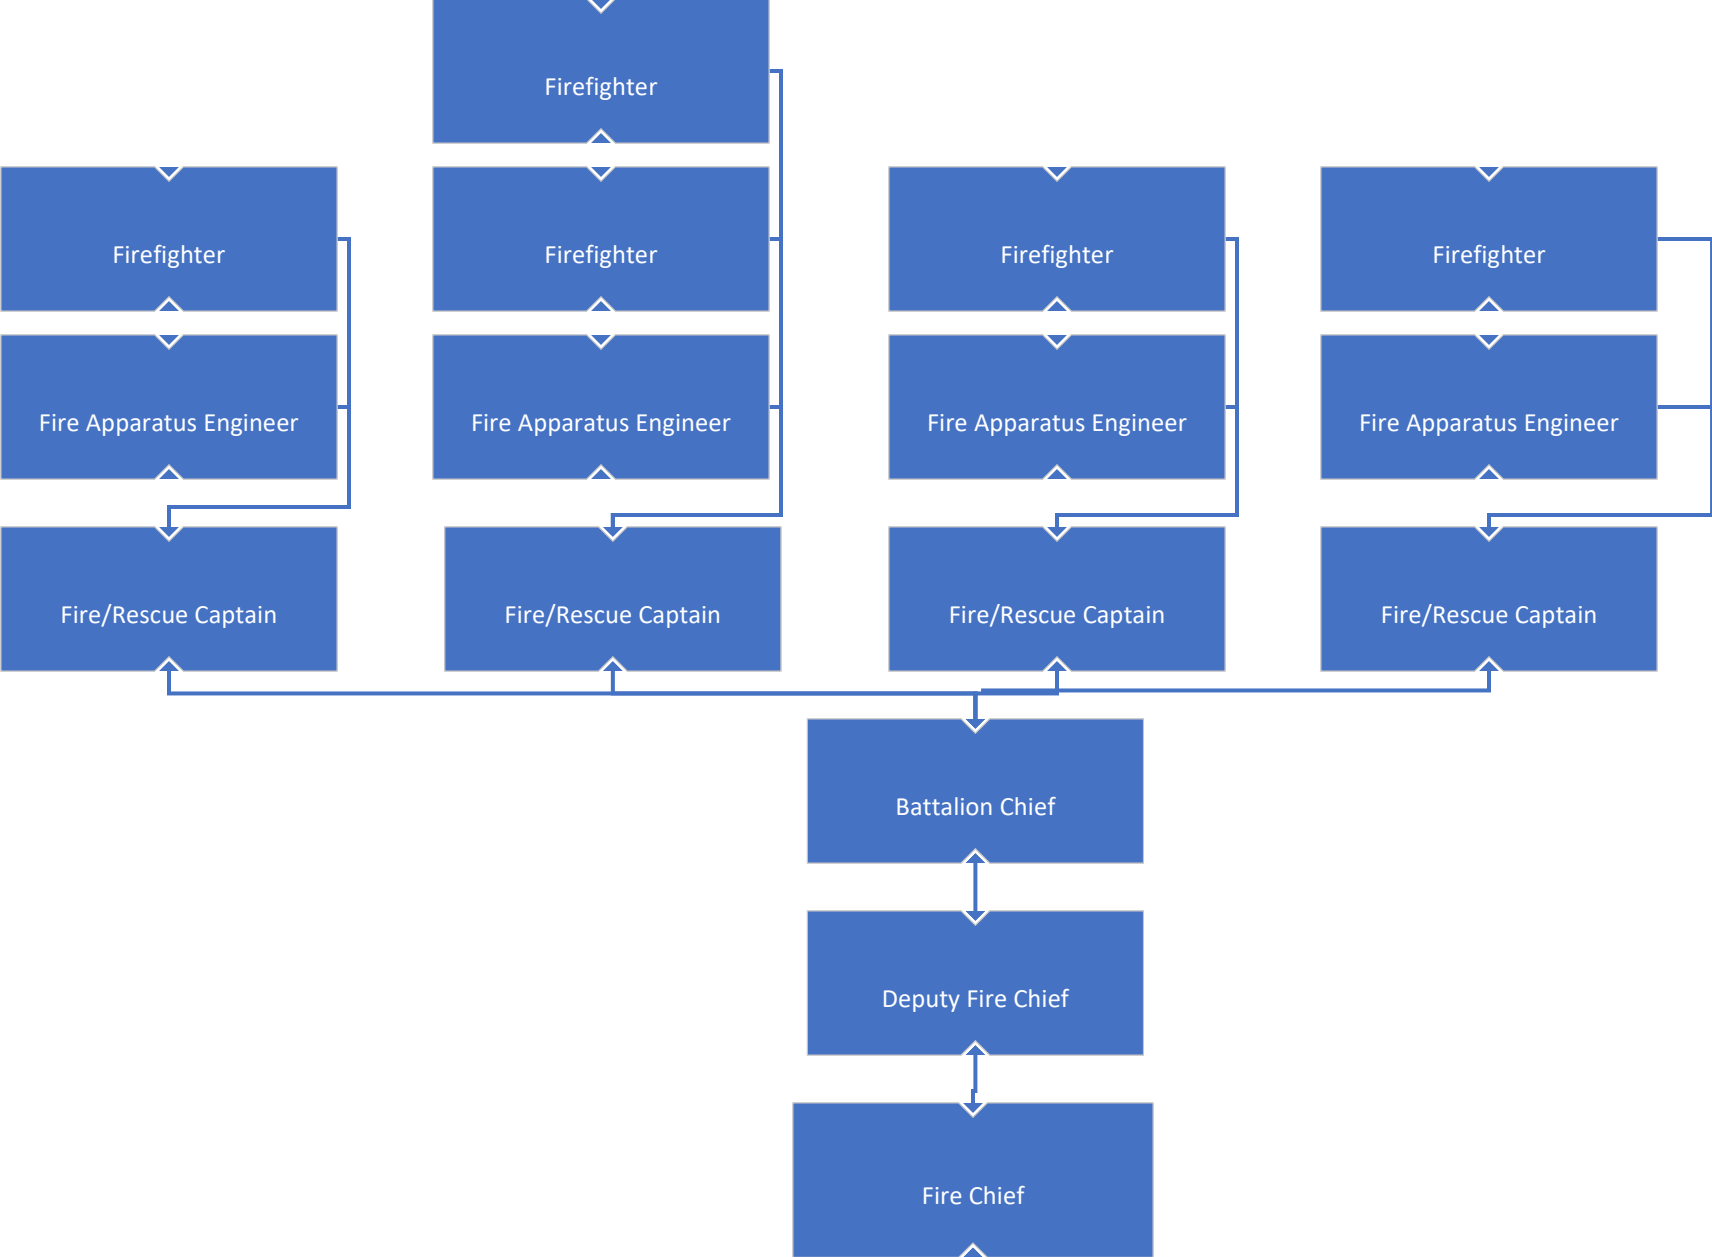 Firefighter
Firefighter
Firefighter
Firefighter
Firefighter
Fire Apparatus Engineer
Fire Apparatus Engineer
Fire Apparatus Engineer
Fire Apparatus Engineer
Fire/Rescue Captain
Fire/Rescue Captain
Fire/Rescue Captain
Fire/Rescue Captain
Battalion Chief
Deputy Fire Chief
Fire Chief